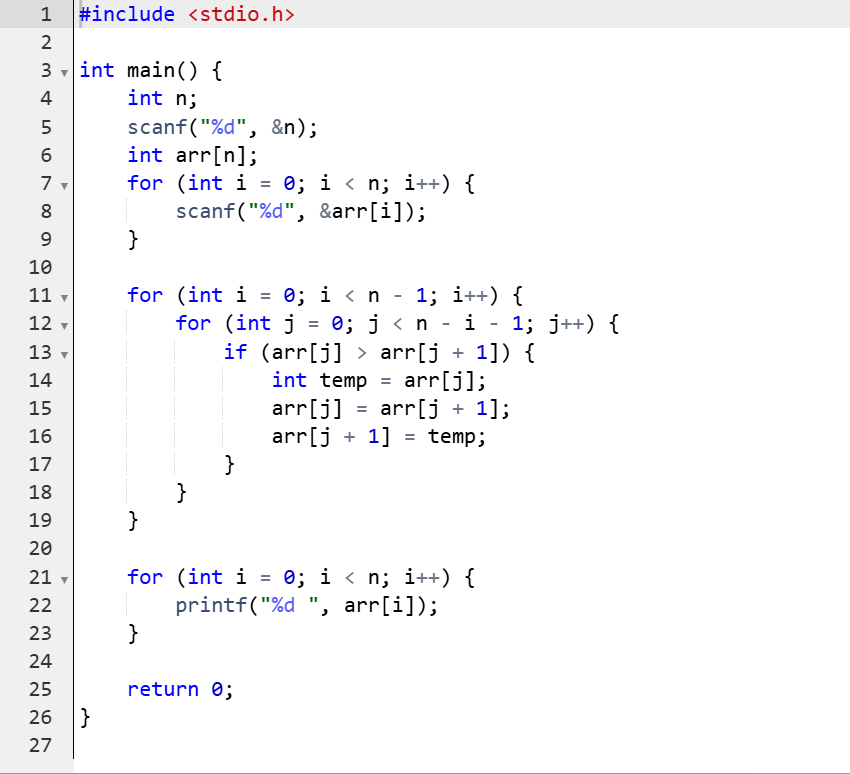 1 #include <stdio.h>
2
3 int main() {
4     int n;
5     scanf("%d", &n);
6     int arr[n];
7     for (int i = 0; i < n; i++) {
8         scanf("%d", &arr[i]);
9     }
10
11     for (int i = 0; i < n - 1; i++) {
12         for (int j = 0; j < n - i - 1; j++) {
13             if (arr[j] > arr[j + 1]) {
14                 int temp = arr[j];
15                 arr[j] = arr[j + 1];
16                 arr[j + 1] = temp;
17             }
18         }
19     }
20
21     for (int i = 0; i < n; i++) {
22         printf("%d ", arr[i]);
23     }
24
25     return 0;
26 }
27